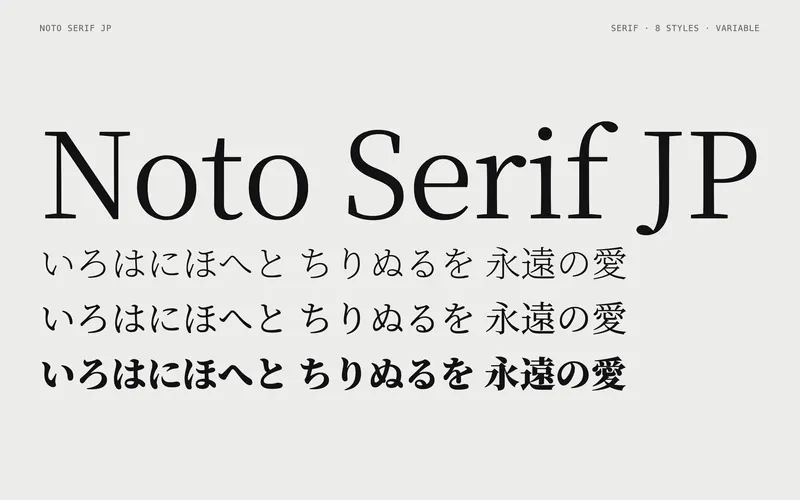 NOTO SERIF JP
SERIF · 8 STYLES · VARIABLE
Noto Serif JP
いろはにほへと ちりぬるを 永遠の愛
いろはにほへと ちりぬるを 永遠の愛
いろはにほへと ちりぬるを 永遠の愛